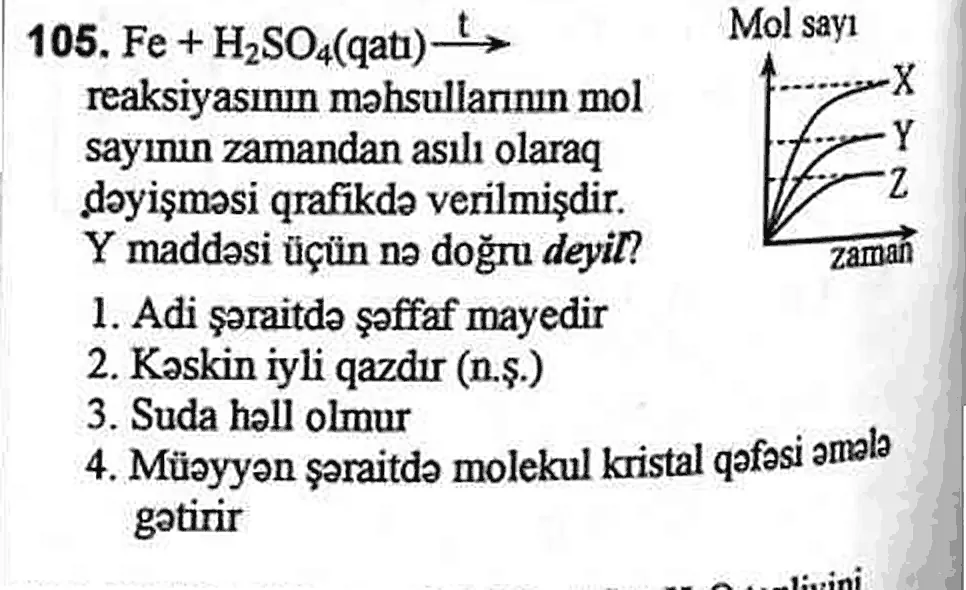 105. Fe + H₂SO₄(qatı) —t→
reaksiyasının məhsullarının mol
sayının zamandan asılı olaraq
dəyişməsi qrafikdə verilmişdir.
Y maddəsi üçün nə doğru deyil?
1. Adi şəraitdə şəffaf mayedir
2. Kəskin iyli qazdır (n.ş.)
3. Suda həll olmur
4. Müəyyən şəraitdə molekul kristal qəfəsi əmələ
gətirir
Mol sayı
X
Y
Z
zaman